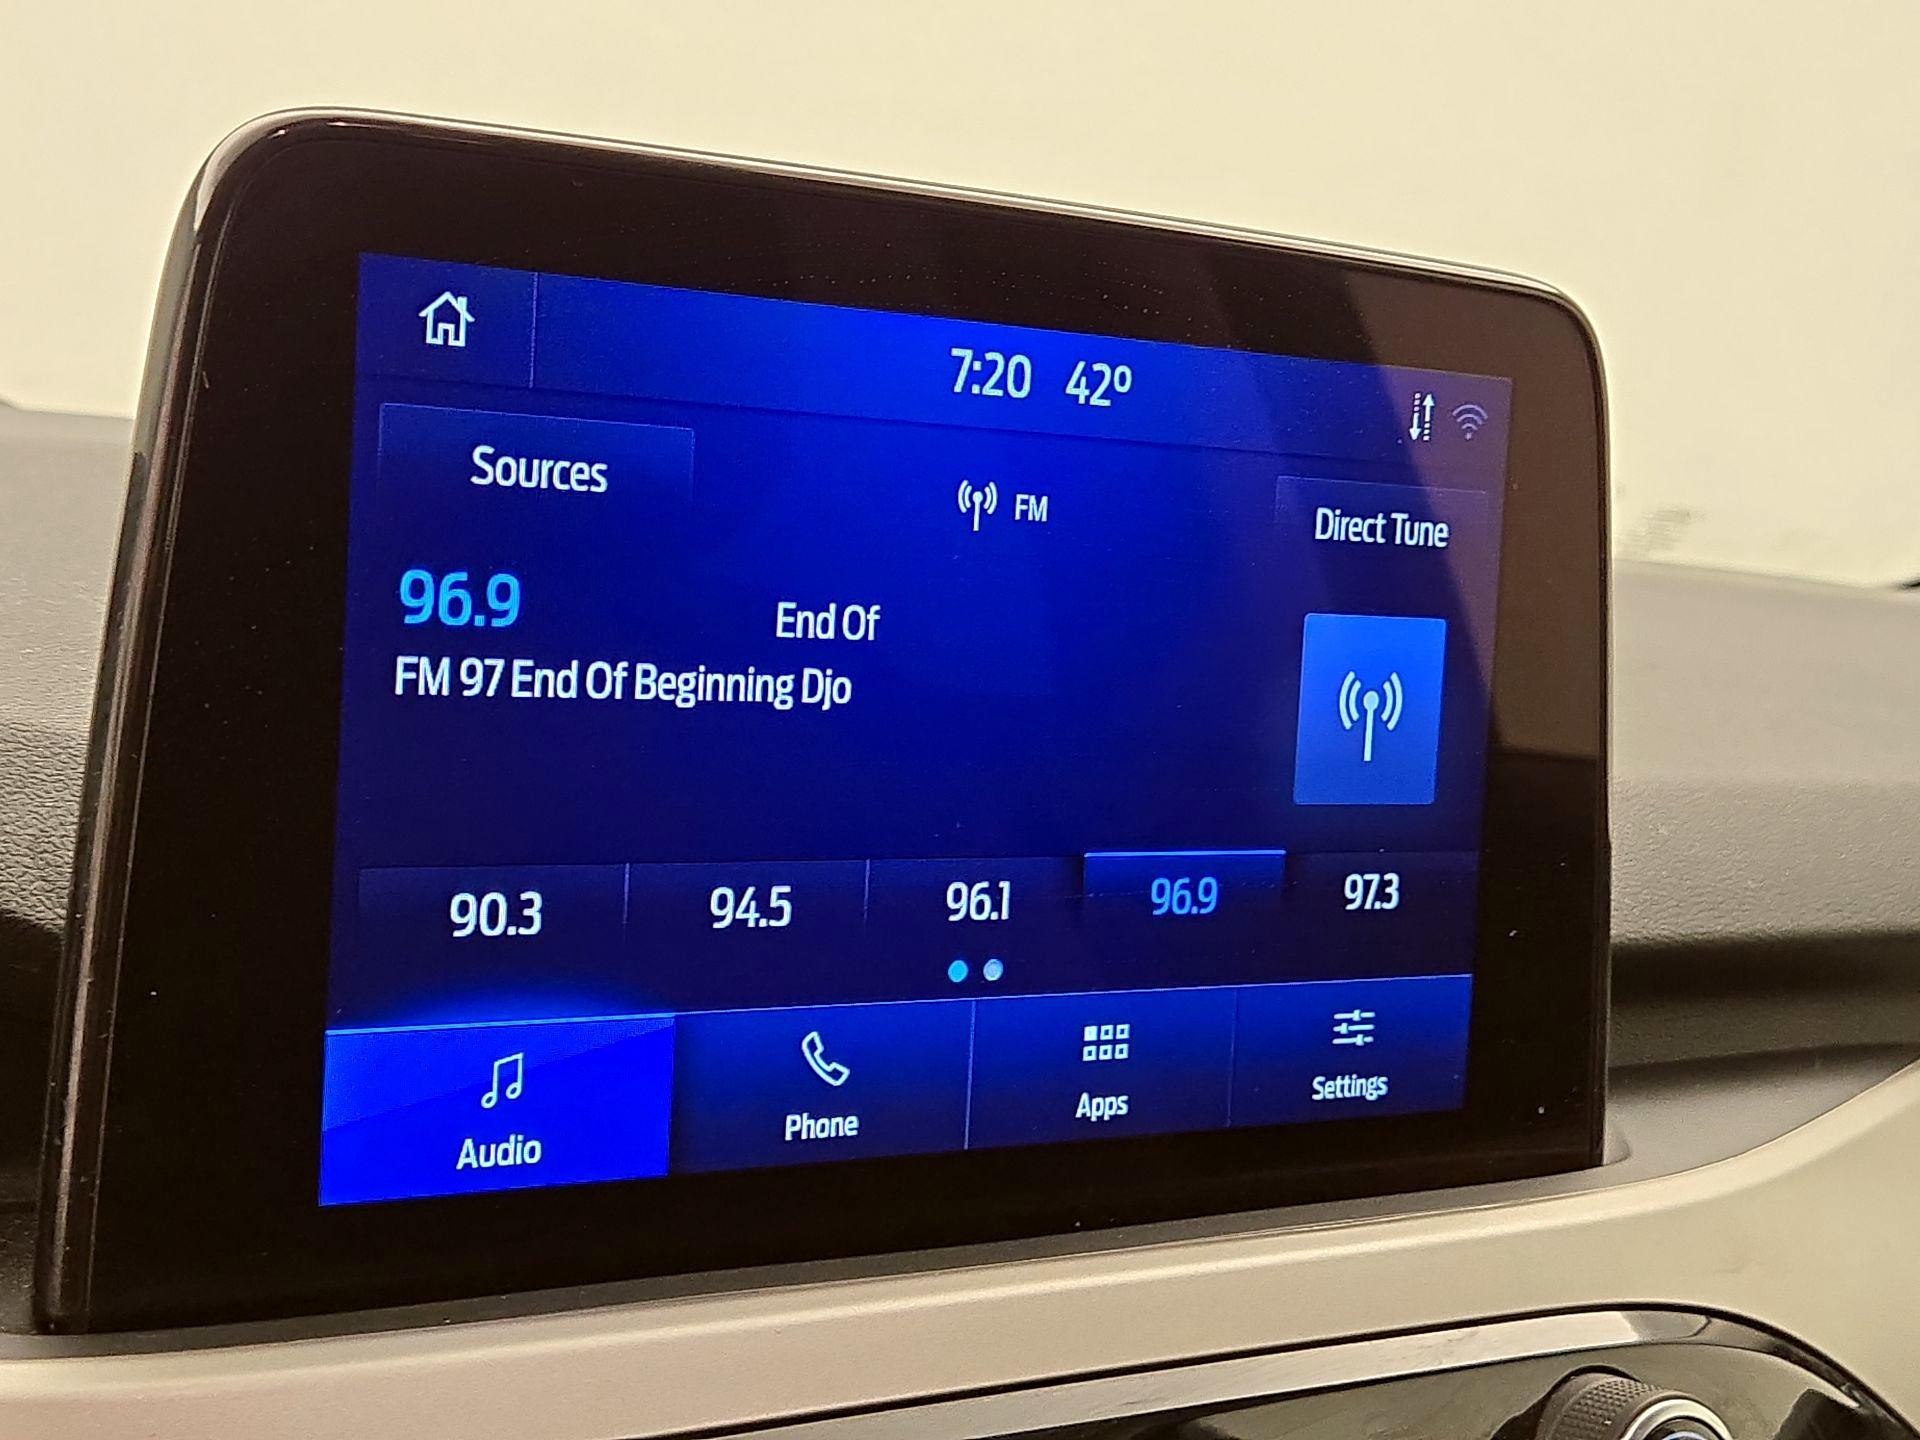 7:20 42º
Sources
FM
Direct Tune
96.9
End Of
FM 97 End Of Beginning Djo
90.3
94.5
96.1
96.9
97.3
Audio
Phone
Apps
Settings